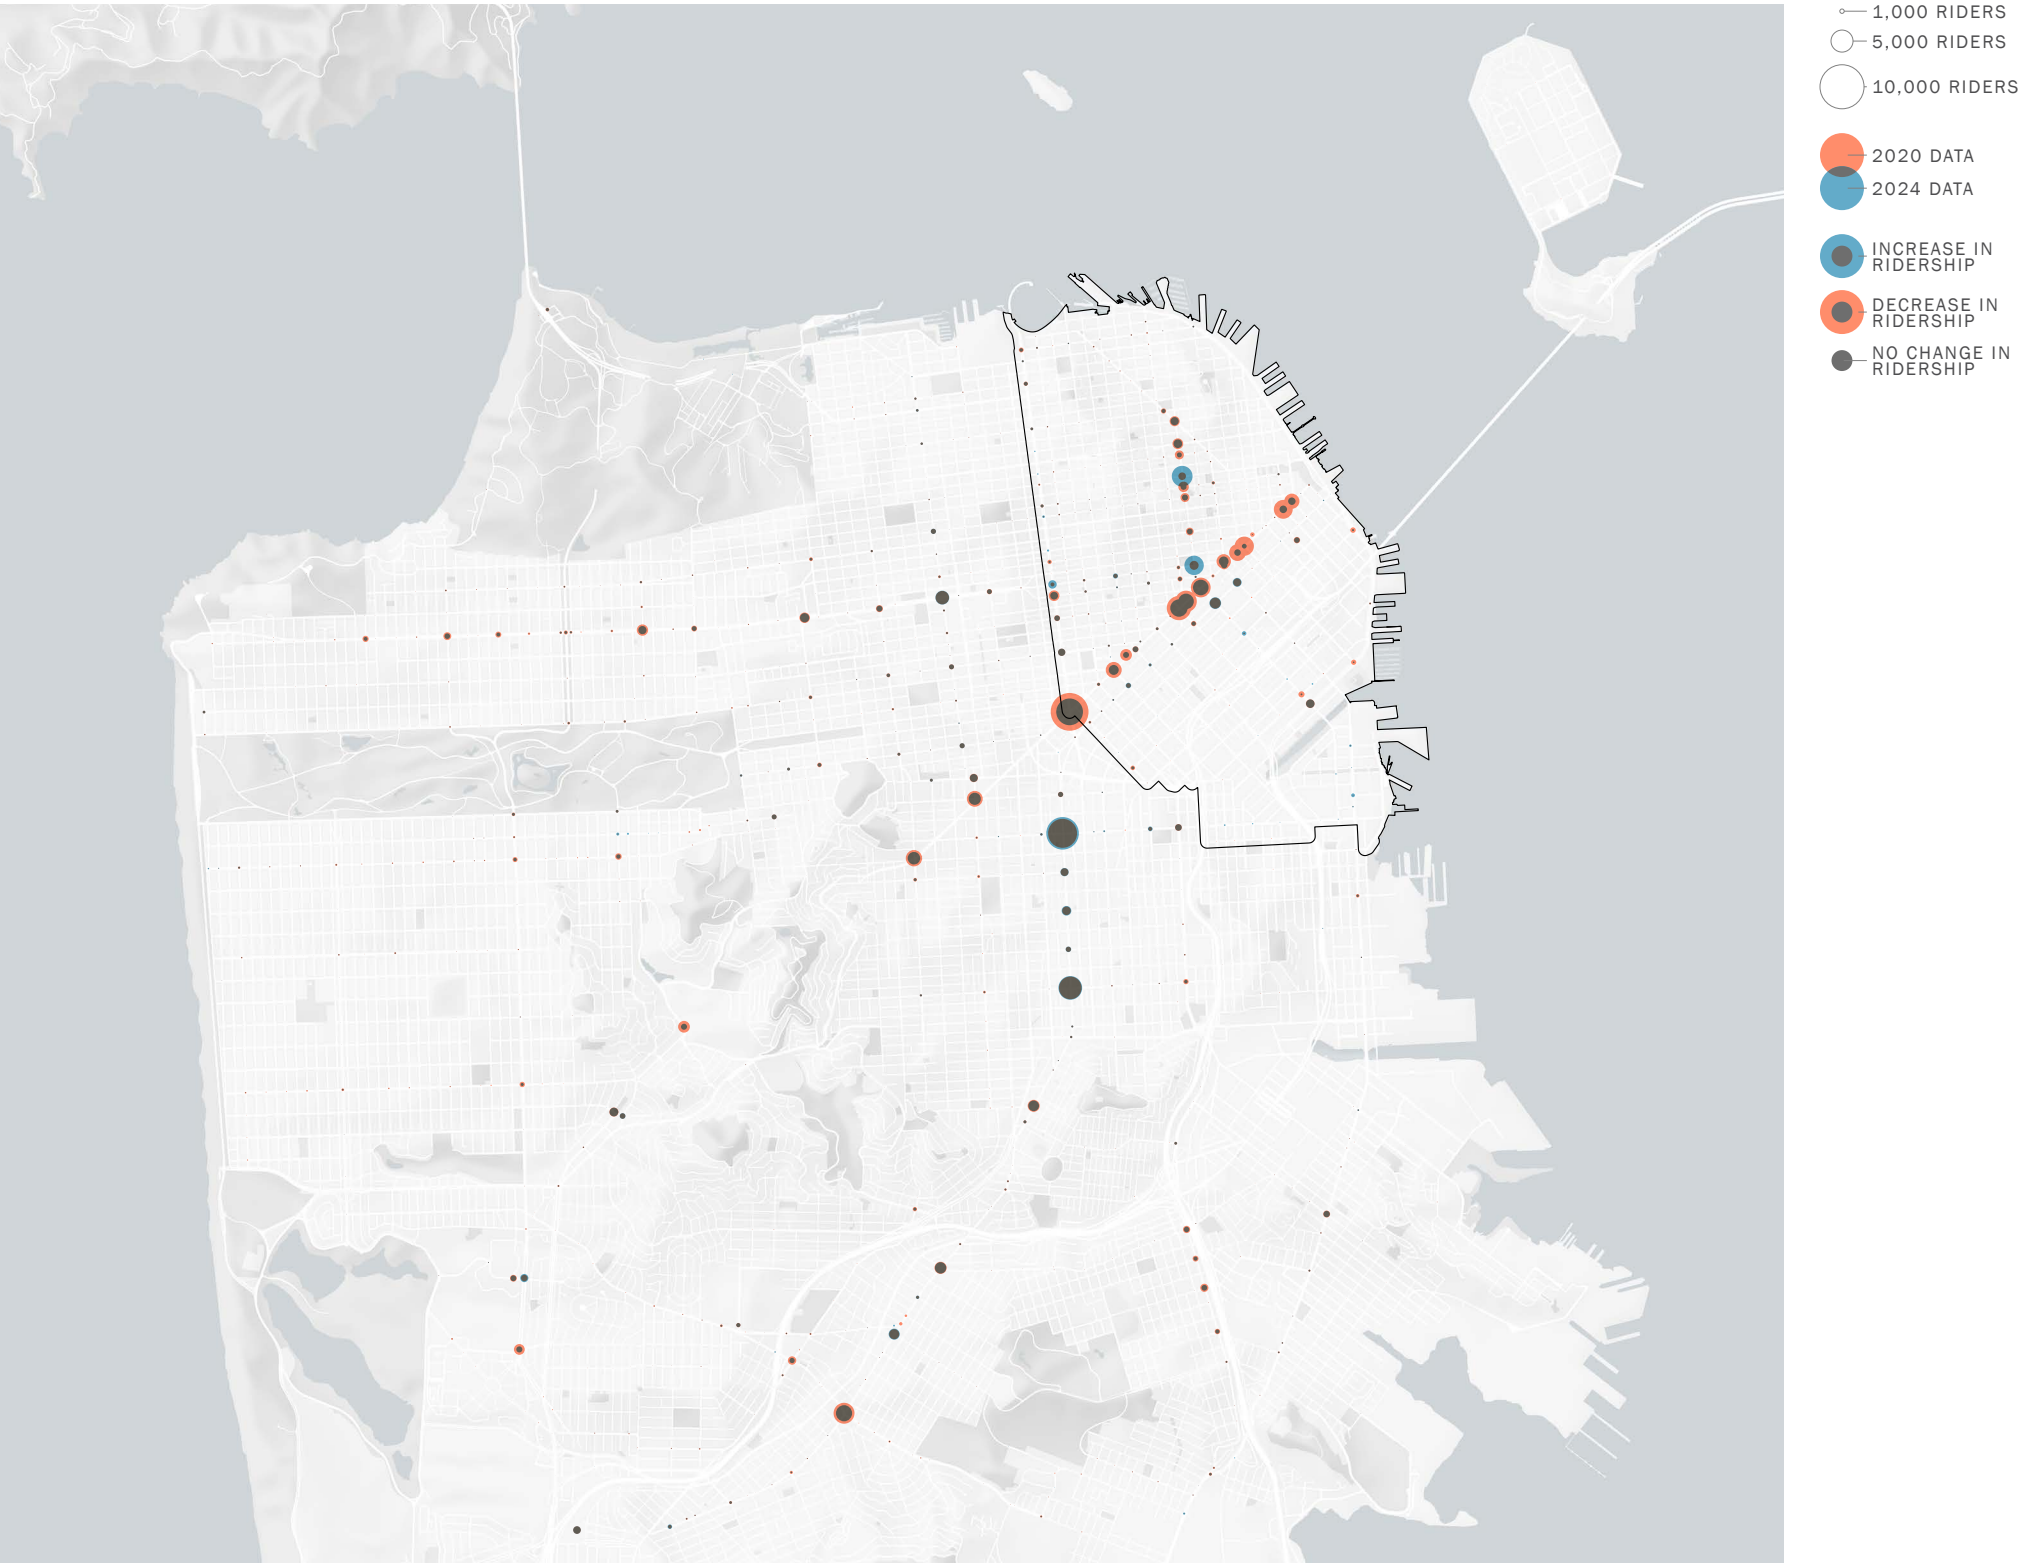 1,000 RIDERS
5,000 RIDERS
10,000 RIDERS
2020 DATA
2024 DATA
INCREASE IN
RIDERSHIP
DECREASE IN
RIDERSHIP
NO CHANGE IN
RIDERSHIP